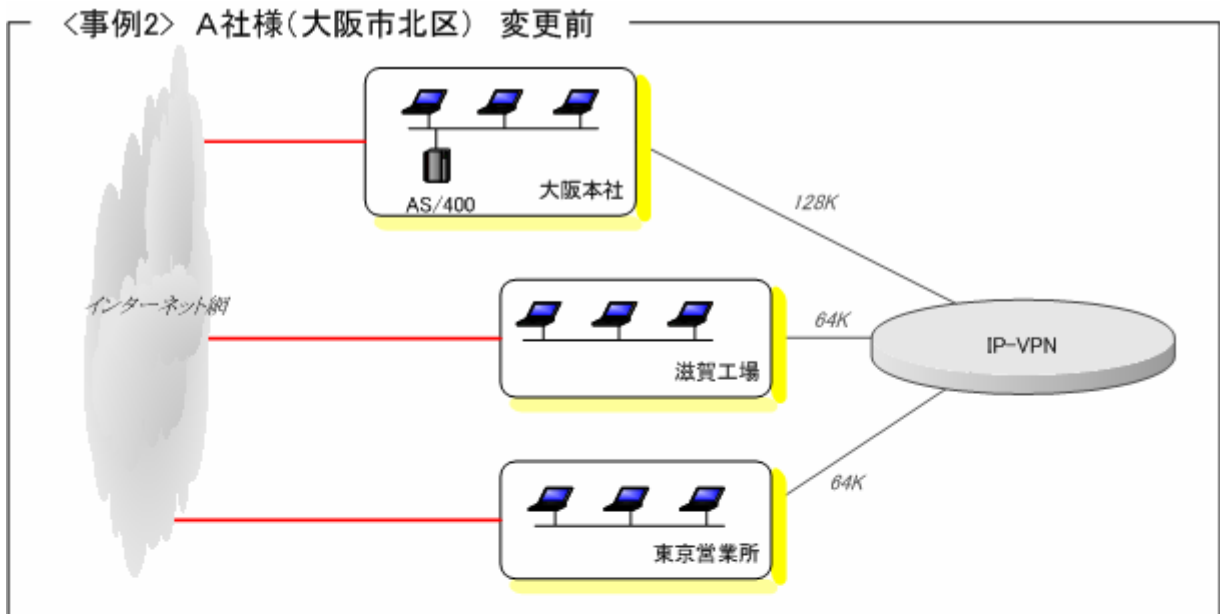 <事例2> A社様(大阪市北区) 変更前
AS/400
大阪本社
128K
インターネット網
64K
IP-VPN
滋賀工場
64K
東京営業所